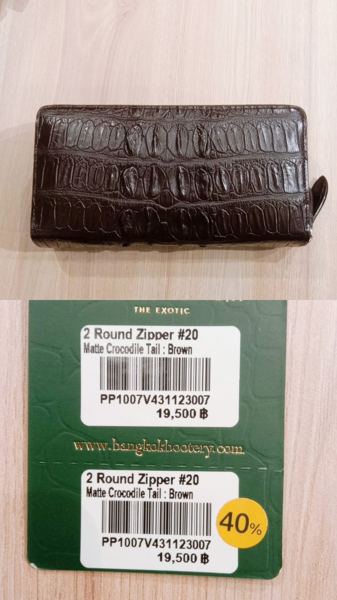 THE EXOTIC
2 Round Zipper #20
Matte Crocodile Tail : Brown
PP1007V431123007
19,500 ฿
www.bangkokbootery.com
2 Round Zipper #20
Matte Crocodile Tail : Brown
40%
PP1007V431123007
19,500 ฿